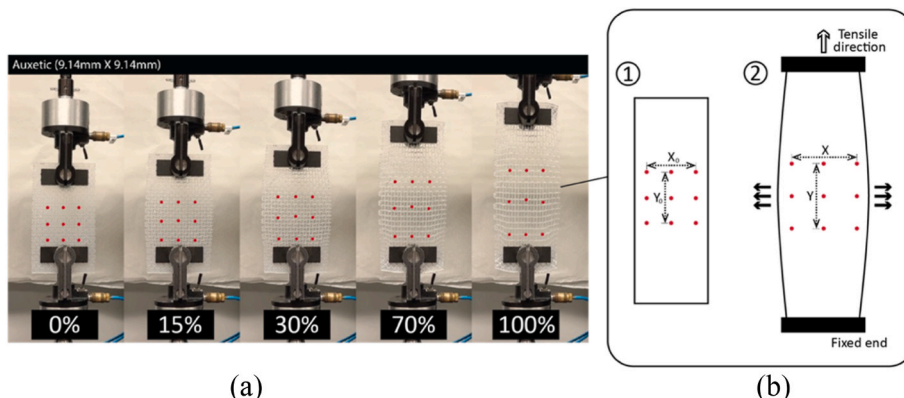 Auxetic (9.14mm X 9.14mm)
0%
15%
30%
70%
100%
(a)
①
②
Tensile
direction
X₀
Y₀
X
Y
Fixed end
(b)